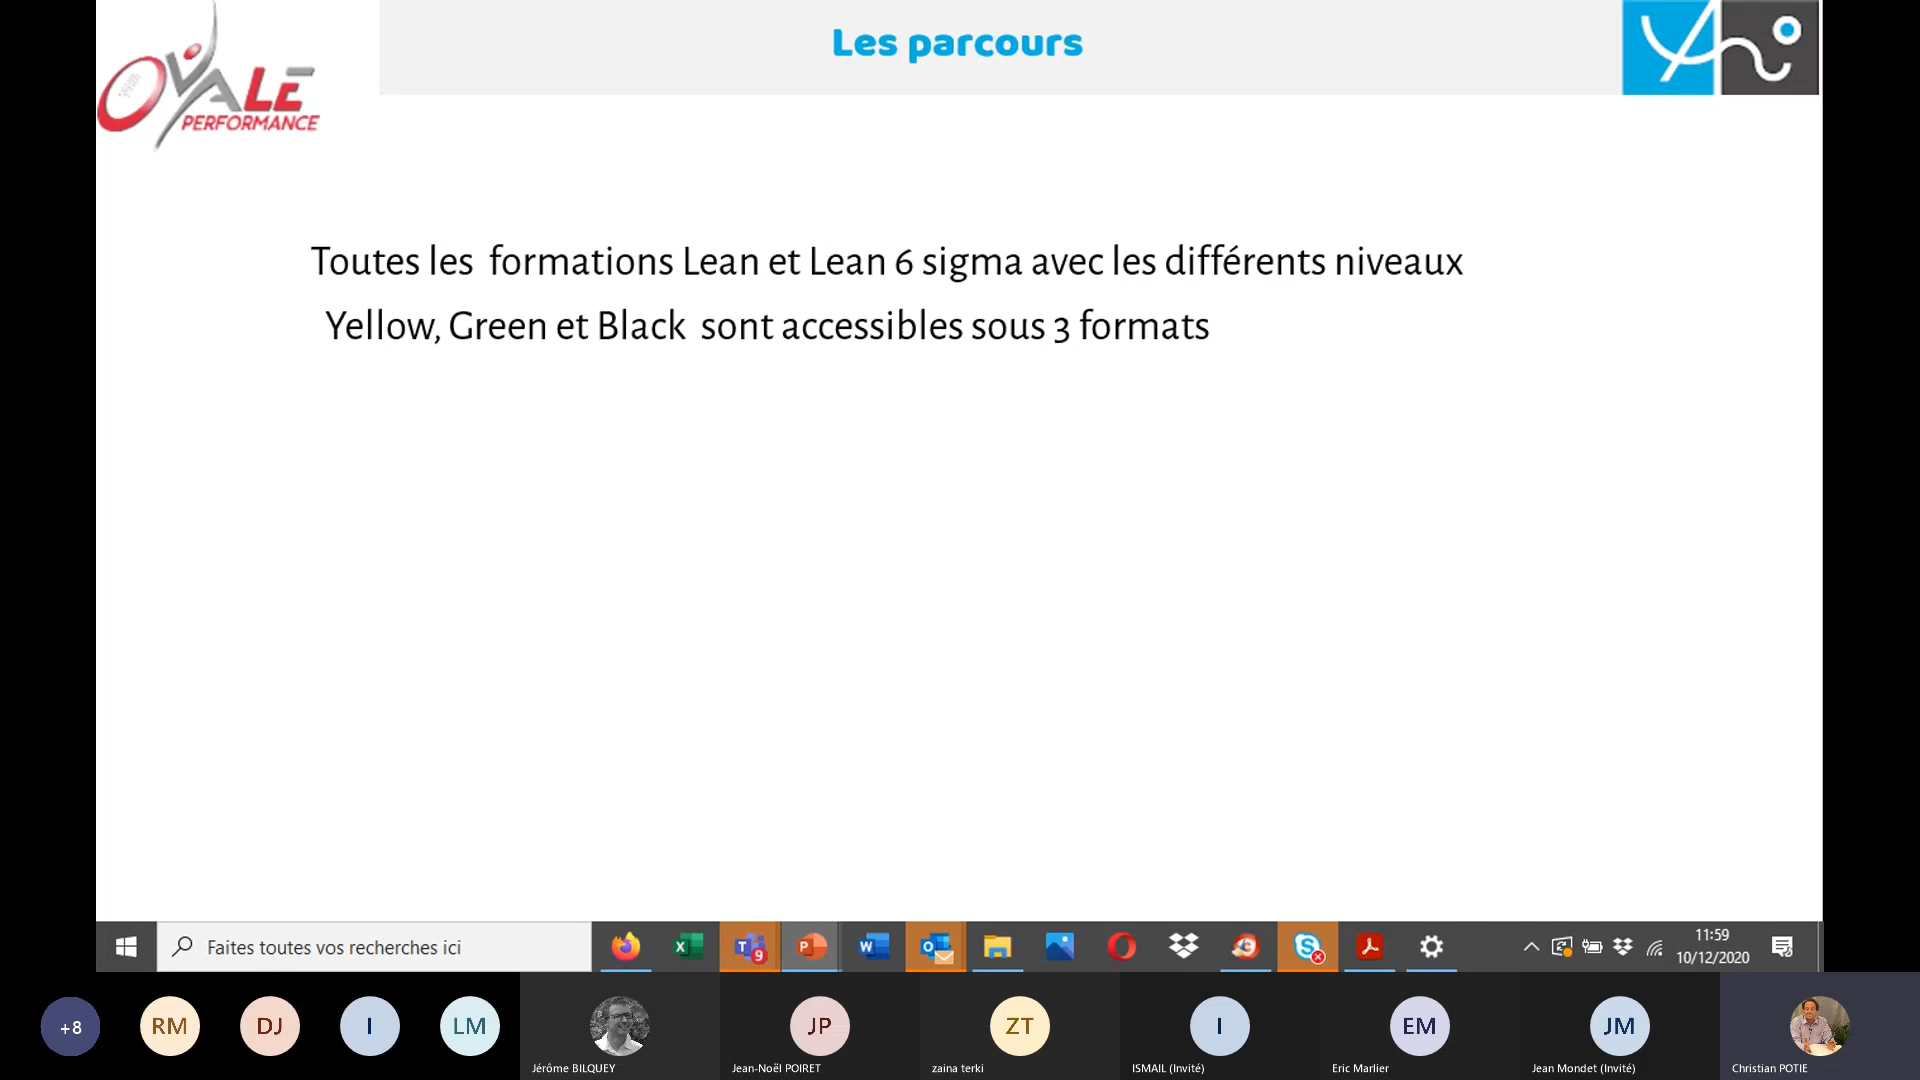 Les parcours
OVALE
PERFORMANCE
Toutes les  formations Lean et Lean 6 sigma avec les différents niveaux
Yellow, Green et Black  sont accessibles sous 3 formats
Faites toutes vos recherches ici
9
11:59
10/12/2020
+8
RM
DJ
I
LM
JP
ZT
I
EM
JM
Jérôme BILQUEY
Jean-Noël POIRET
zaina terki
ISMAIL (Invité)
Eric Marlier
Jean Mondet (Invité)
Christian POTIE